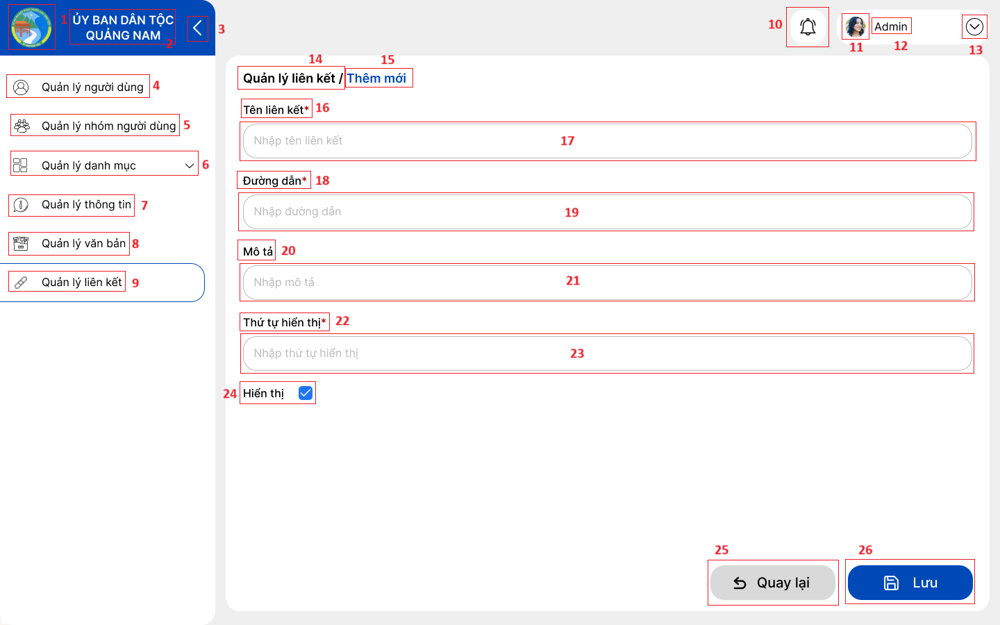 1
ỦY BAN DÂN TỘC
QUẢNG NAM
2
3
Quản lý người dùng
4
Quản lý nhóm người dùng
5
Quản lý danh mục
6
Quản lý thông tin
7
Quản lý văn bản
8
Quản lý liên kết
9
10
11
Admin
12
13
14
15
Quản lý liên kết / Thêm mới
Tên liên kết*
16
Nhập tên liên kết
17
Đường dẫn*
18
Nhập đường dẫn
19
Mô tả
20
Nhập mô tả
21
Thứ tự hiển thị*
22
Nhập thứ tự hiển thị
23
24
Hiển thị
25
26
Quay lại
Lưu